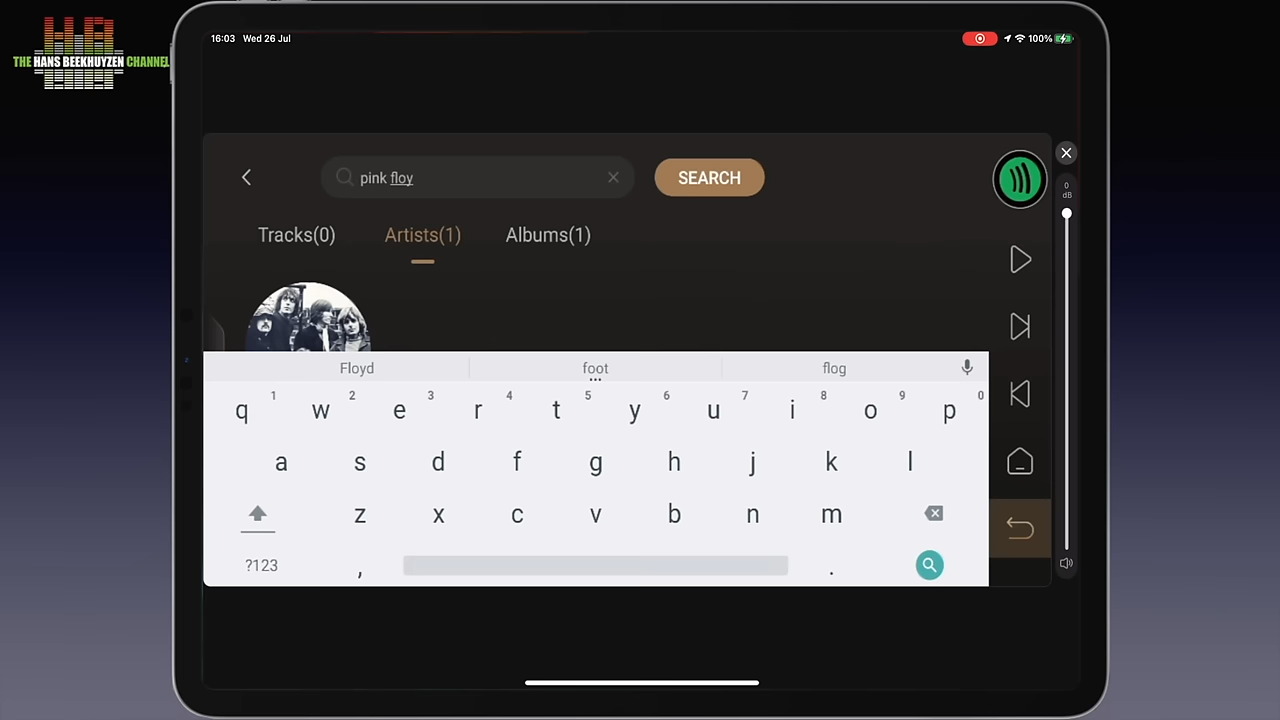 THE HANS BEEKHUYZEN CHANNEL
16:03 Wed 26 Jul
100%
pink floy
SEARCH
0
dB
Tracks(0)
Artists(1)
Albums(1)
Floyd
foot
flog
1 2 3 4 5 6 7 8 9 0
q w e r t y u i o p
a s d f g h j k l
z x c v b n m
?123 , .